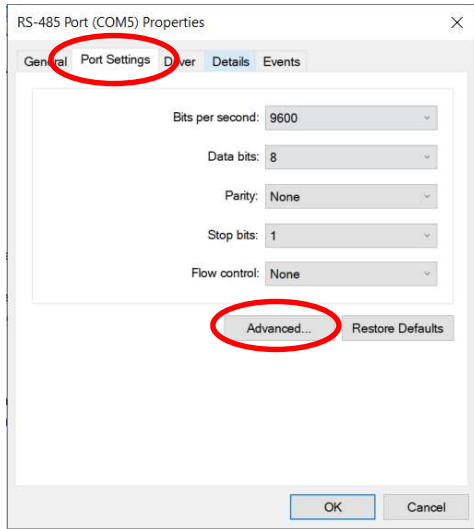 RS-485 Port (COM5) Properties
General Port Settings Driver Details Events
Bits per second: 9600
Data bits: 8
Parity: None
Stop bits: 1
Flow control: None
Advanced... Restore Defaults
OK Cancel